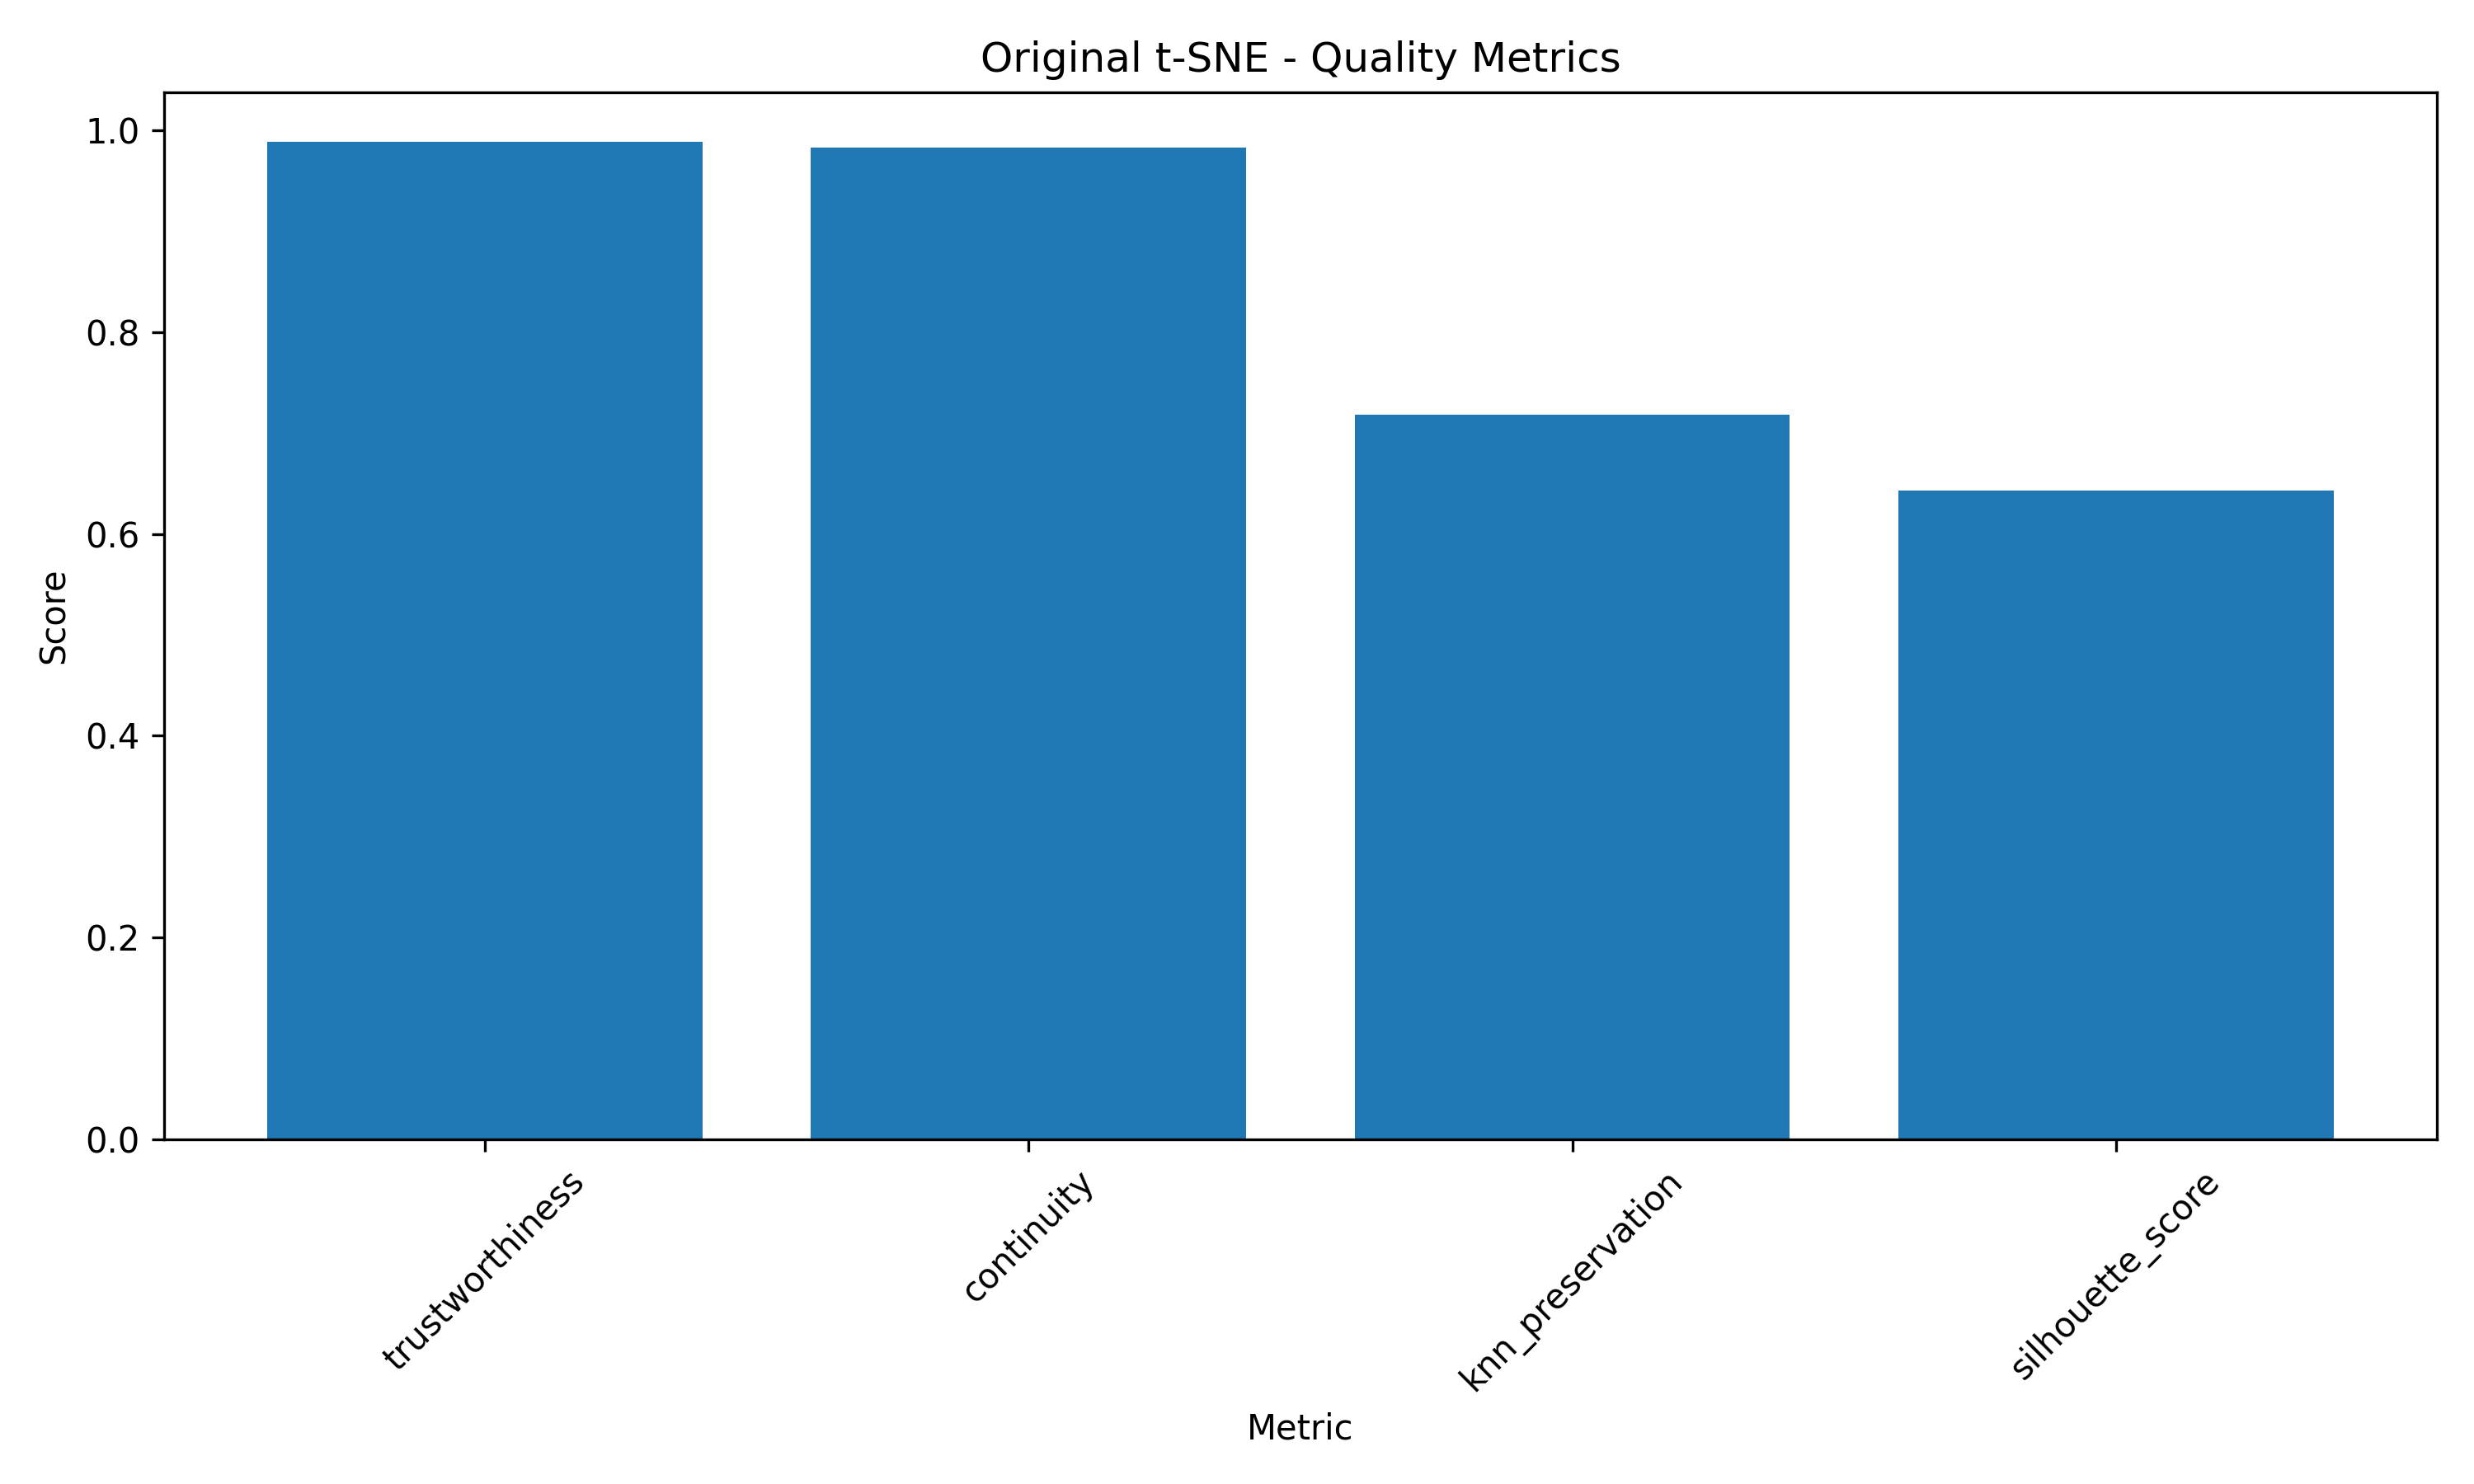 Original t-SNE - Quality Metrics
1.0
0.8
0.6
0.4
0.2
0.0
Score
trustworthiness
continuity
knn_preservation
silhouette_score
Metric